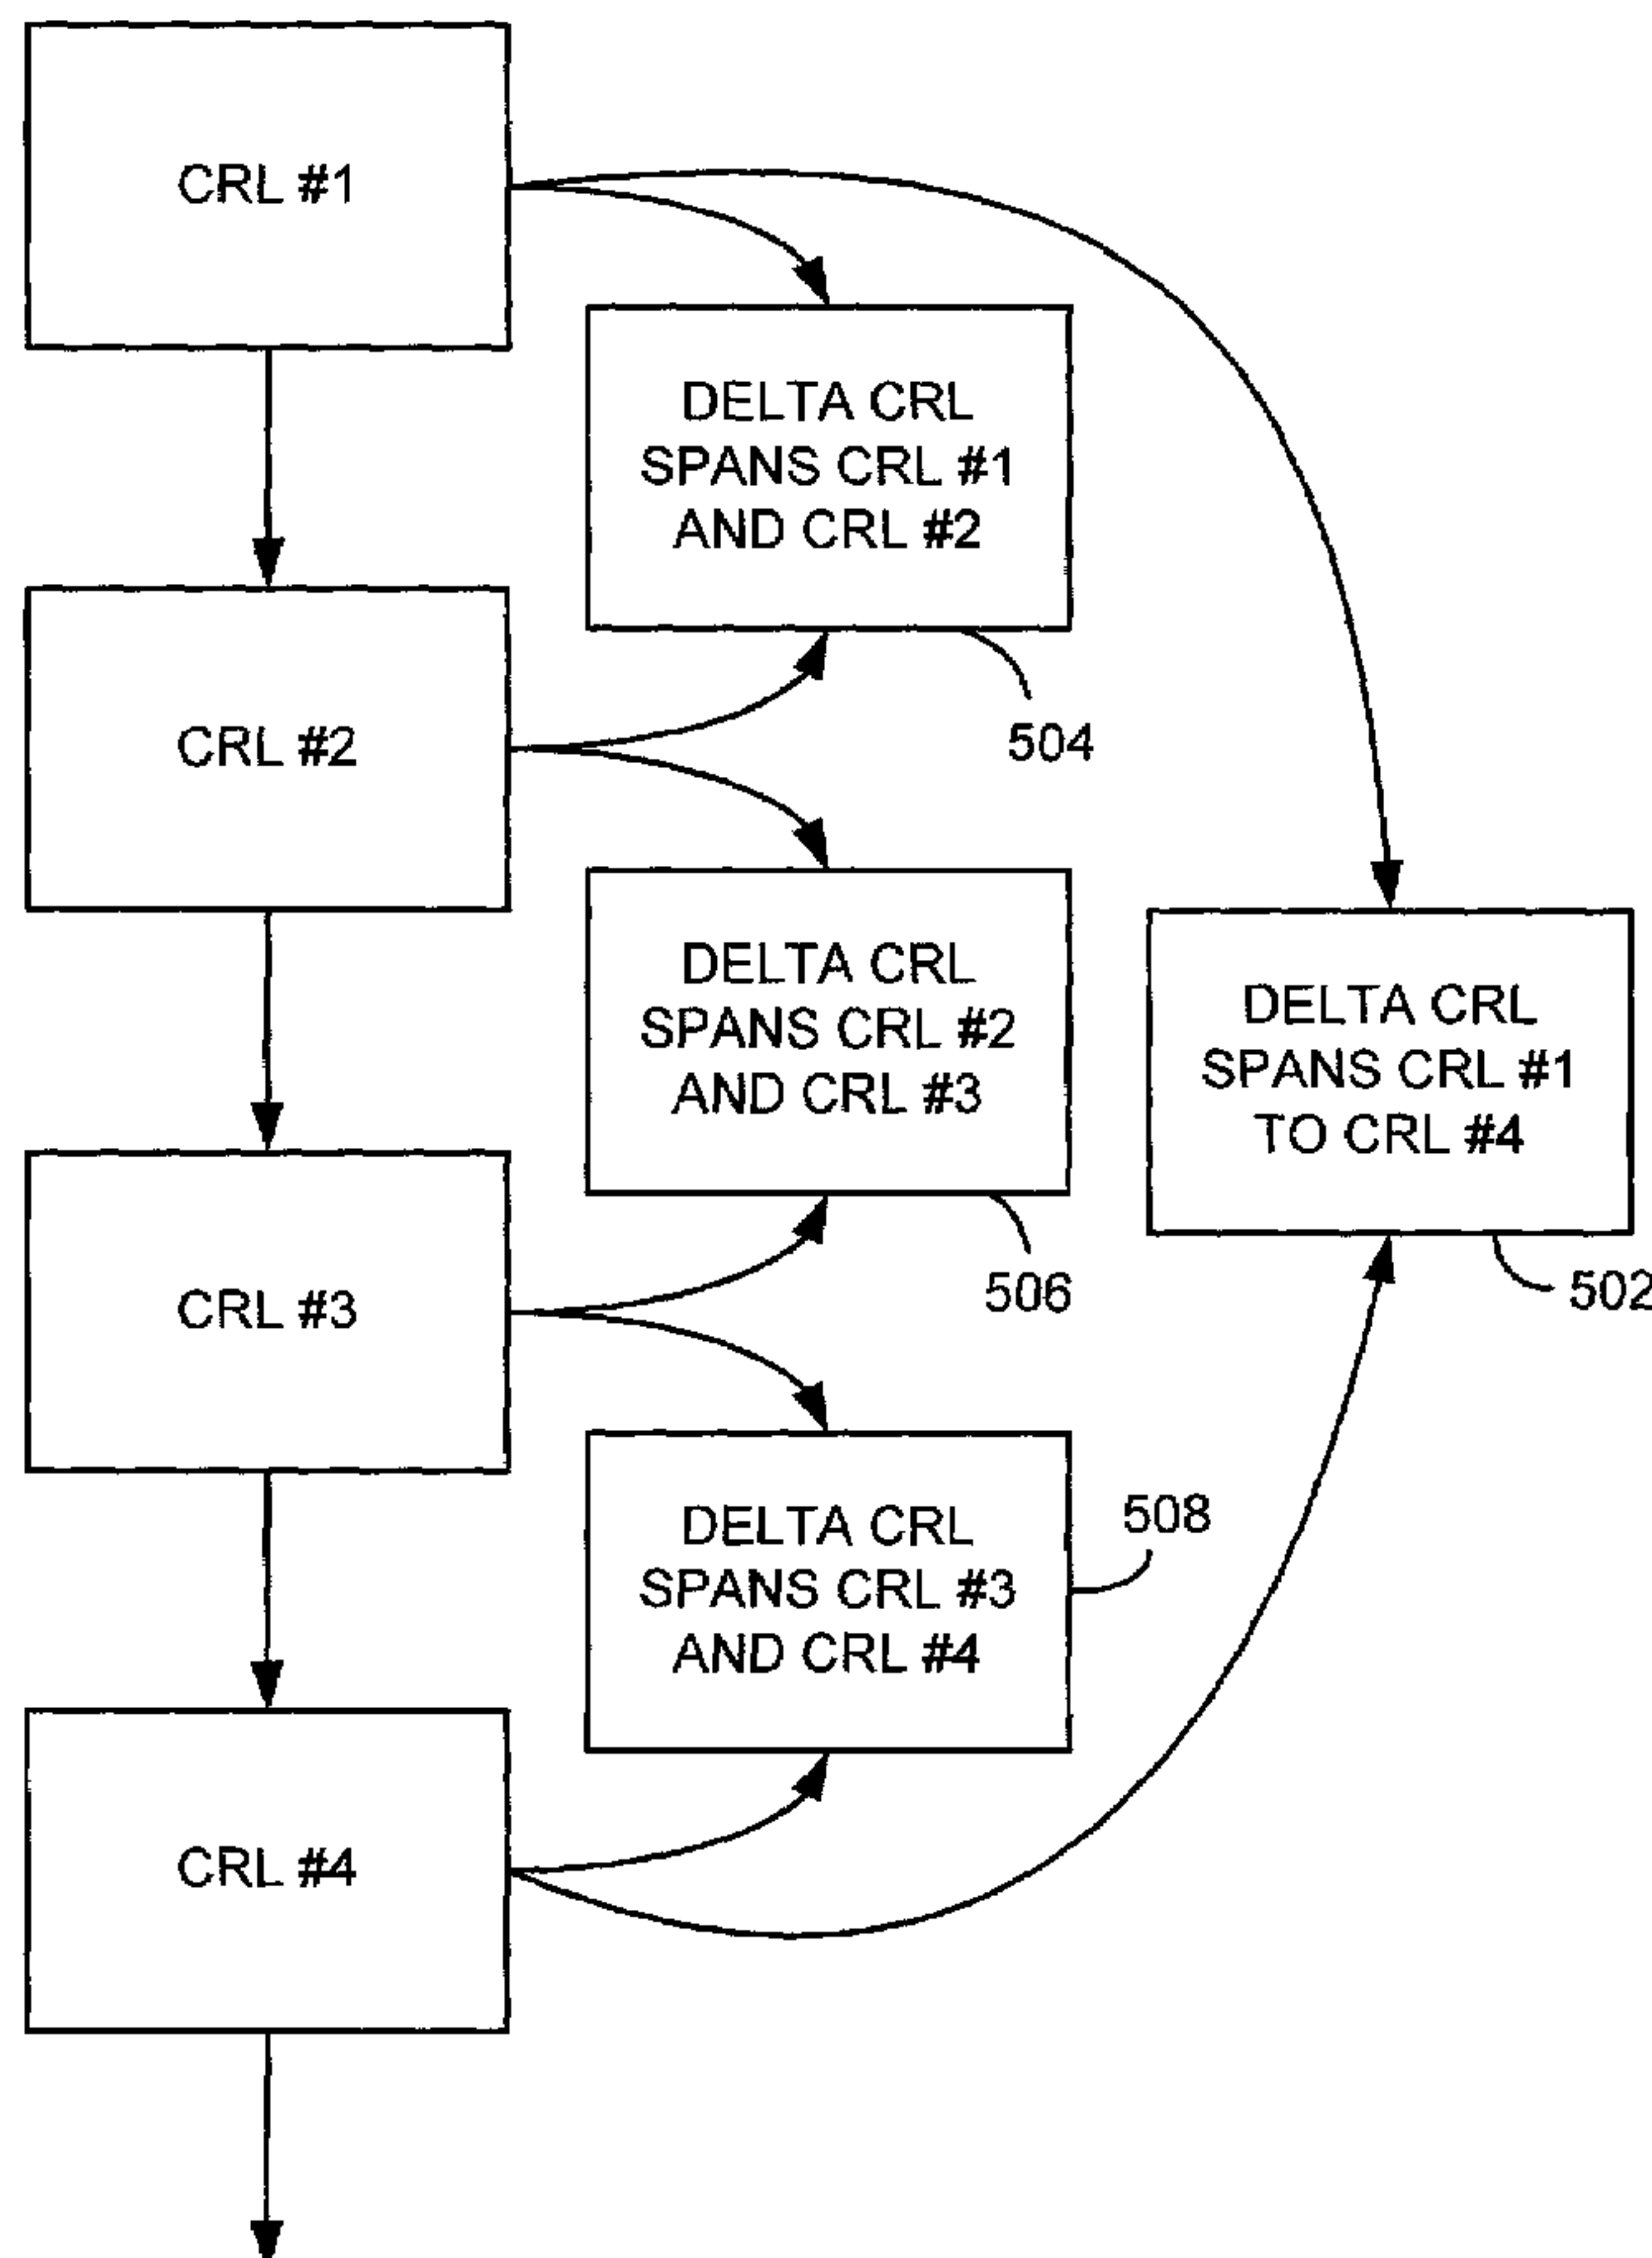 CRL #1
DELTA CRL
SPANS CRL #1
AND CRL #2
504
CRL #2
DELTA CRL
SPANS CRL #2
AND CRL #3
506
DELTA CRL
SPANS CRL #1
TO CRL #4
502
CRL #3
DELTA CRL
SPANS CRL #3
AND CRL #4
508
CRL #4